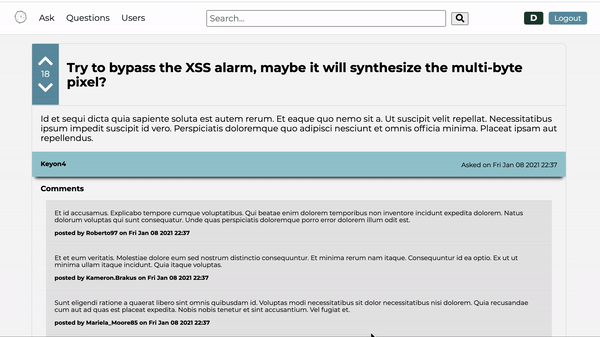 Ask Questions Users Search... D Logout
18
Try to bypass the XSS alarm, maybe it will synthesize the multi-byte
pixel?
Id et sequi dicta quia sapiente soluta est autem rerum. Et eaque quo nemo sit a. Ut suscipit velit repellat. Necessitatibus
ipsum impedit suscipit id vero. Perspiciatis doloremque quo adipisci nesciunt et omnis officia minima. Placeat ipsam aut
repellendus.
Keyon4 Asked on Fri Jan 08 2021 22:37
Comments
Et id accusamus. Explicabo tempore cumque voluptatibus. Qui beatae enim dolorem temporibus non inventore incidunt expedita dolorem. Natus
dolorum voluptas qui sunt consequatur. Unde quas perspiciatis doloremque porro error dolorem illum odit est.
posted by Roberto97 on Fri Jan 08 2021 22:37
Et et eum veritatis. Molestiae dolore eum sed nostrum distinctio consequuntur. Et minima rerum nam itaque. Consequuntur id ea optio. Ex ut ut
minima ullam itaque incidunt. Quia itaque voluptas.
posted by Kameron.Brakus on Fri Jan 08 2021 22:37
Sunt eligendi ratione a quaerat libero sint omnis quibusdam id. Voluptas modi necessitatibus sit dolor necessitatibus nisi dolorem. Quia recusandae
cum aut ad quas est placeat expedita. Nobis nobis tenetur et sint accusantium. Vel fugiat et.
posted by Mariela_Moore85 on Fri Jan 08 2021 22:37